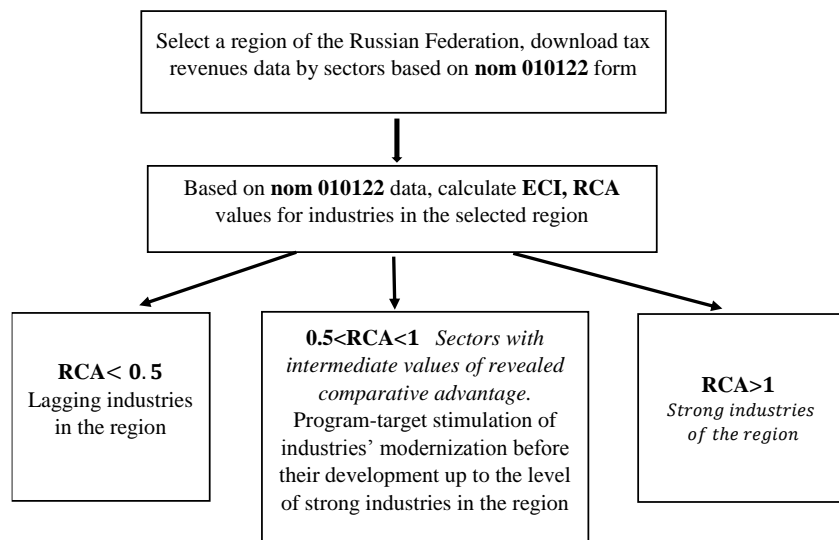 Select a region of the Russian Federation, download tax
revenues data by sectors based on nom 010122 form
Based on nom 010122 data, calculate ECI, RCA
values for industries in the selected region
RCA< 0.5
Lagging industries
in the region
0.5<RCA<1 Sectors with
intermediate values of revealed
comparative advantage.
Program-target stimulation of
industries’ modernization before
their development up to the level
of strong industries in the region
RCA>1
Strong industries
of the region